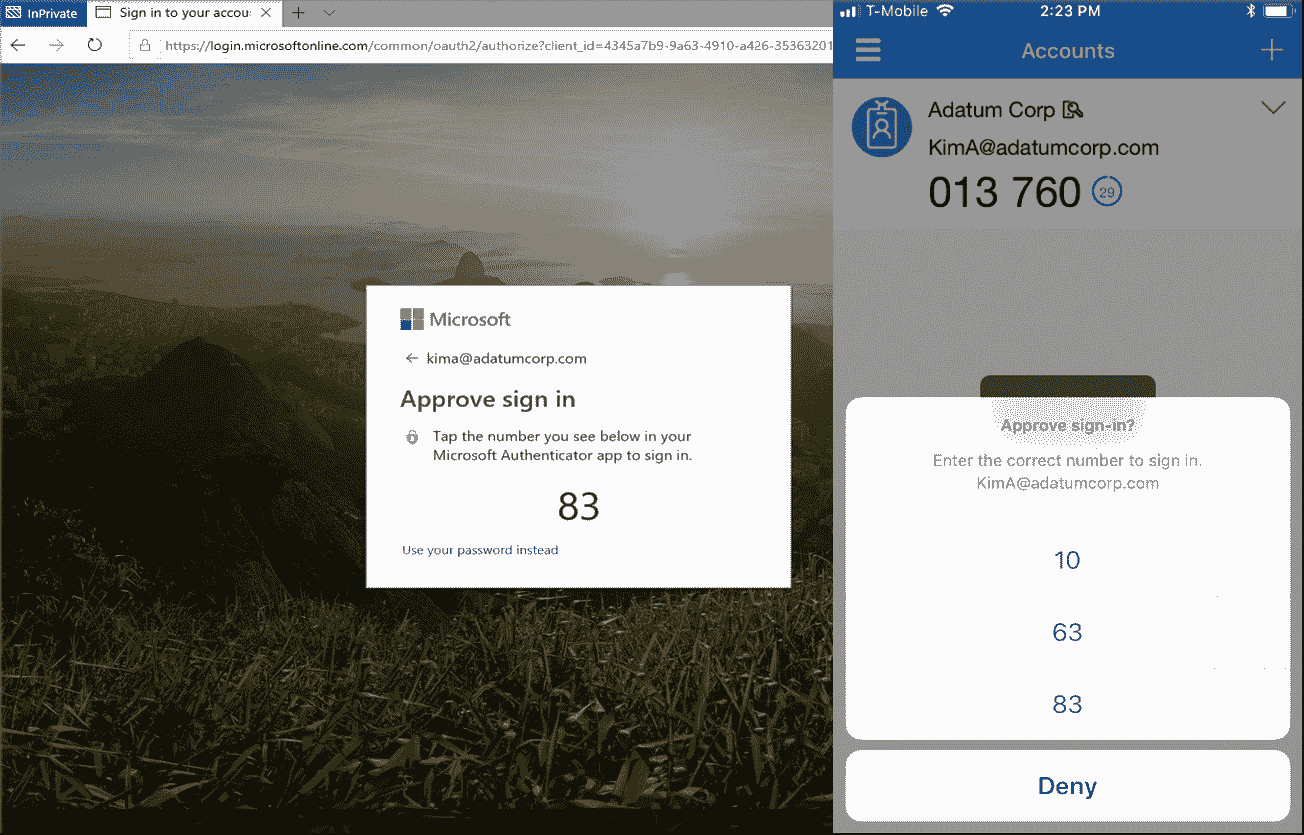 InPrivate
Sign in to your accou
https://login.microsoftonline.com/common/oauth2/authorize?client_id=4345a7b9-9a63-4910-a426-35363201
Microsoft
kima@adatumcorp.com
Approve sign in
Tap the number you see below in your
Microsoft Authenticator app to sign in.
83
Use your password instead
T-Mobile
2:23 PM
Accounts
Adatum Corp
KimA@adatumcorp.com
013 760
29
Approve sign-in?
Enter the correct number to sign in.
KimA@adatumcorp.com
10
63
83
Deny